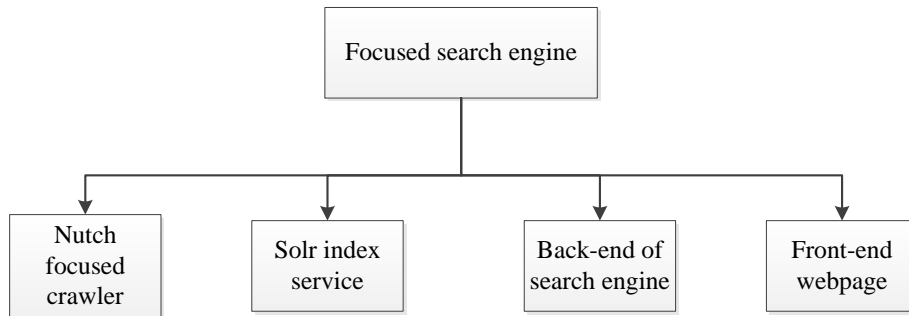 Focused search engine
Nutch
focused
crawler
Solr index
service
Back-end of
search engine
Front-end
webpage